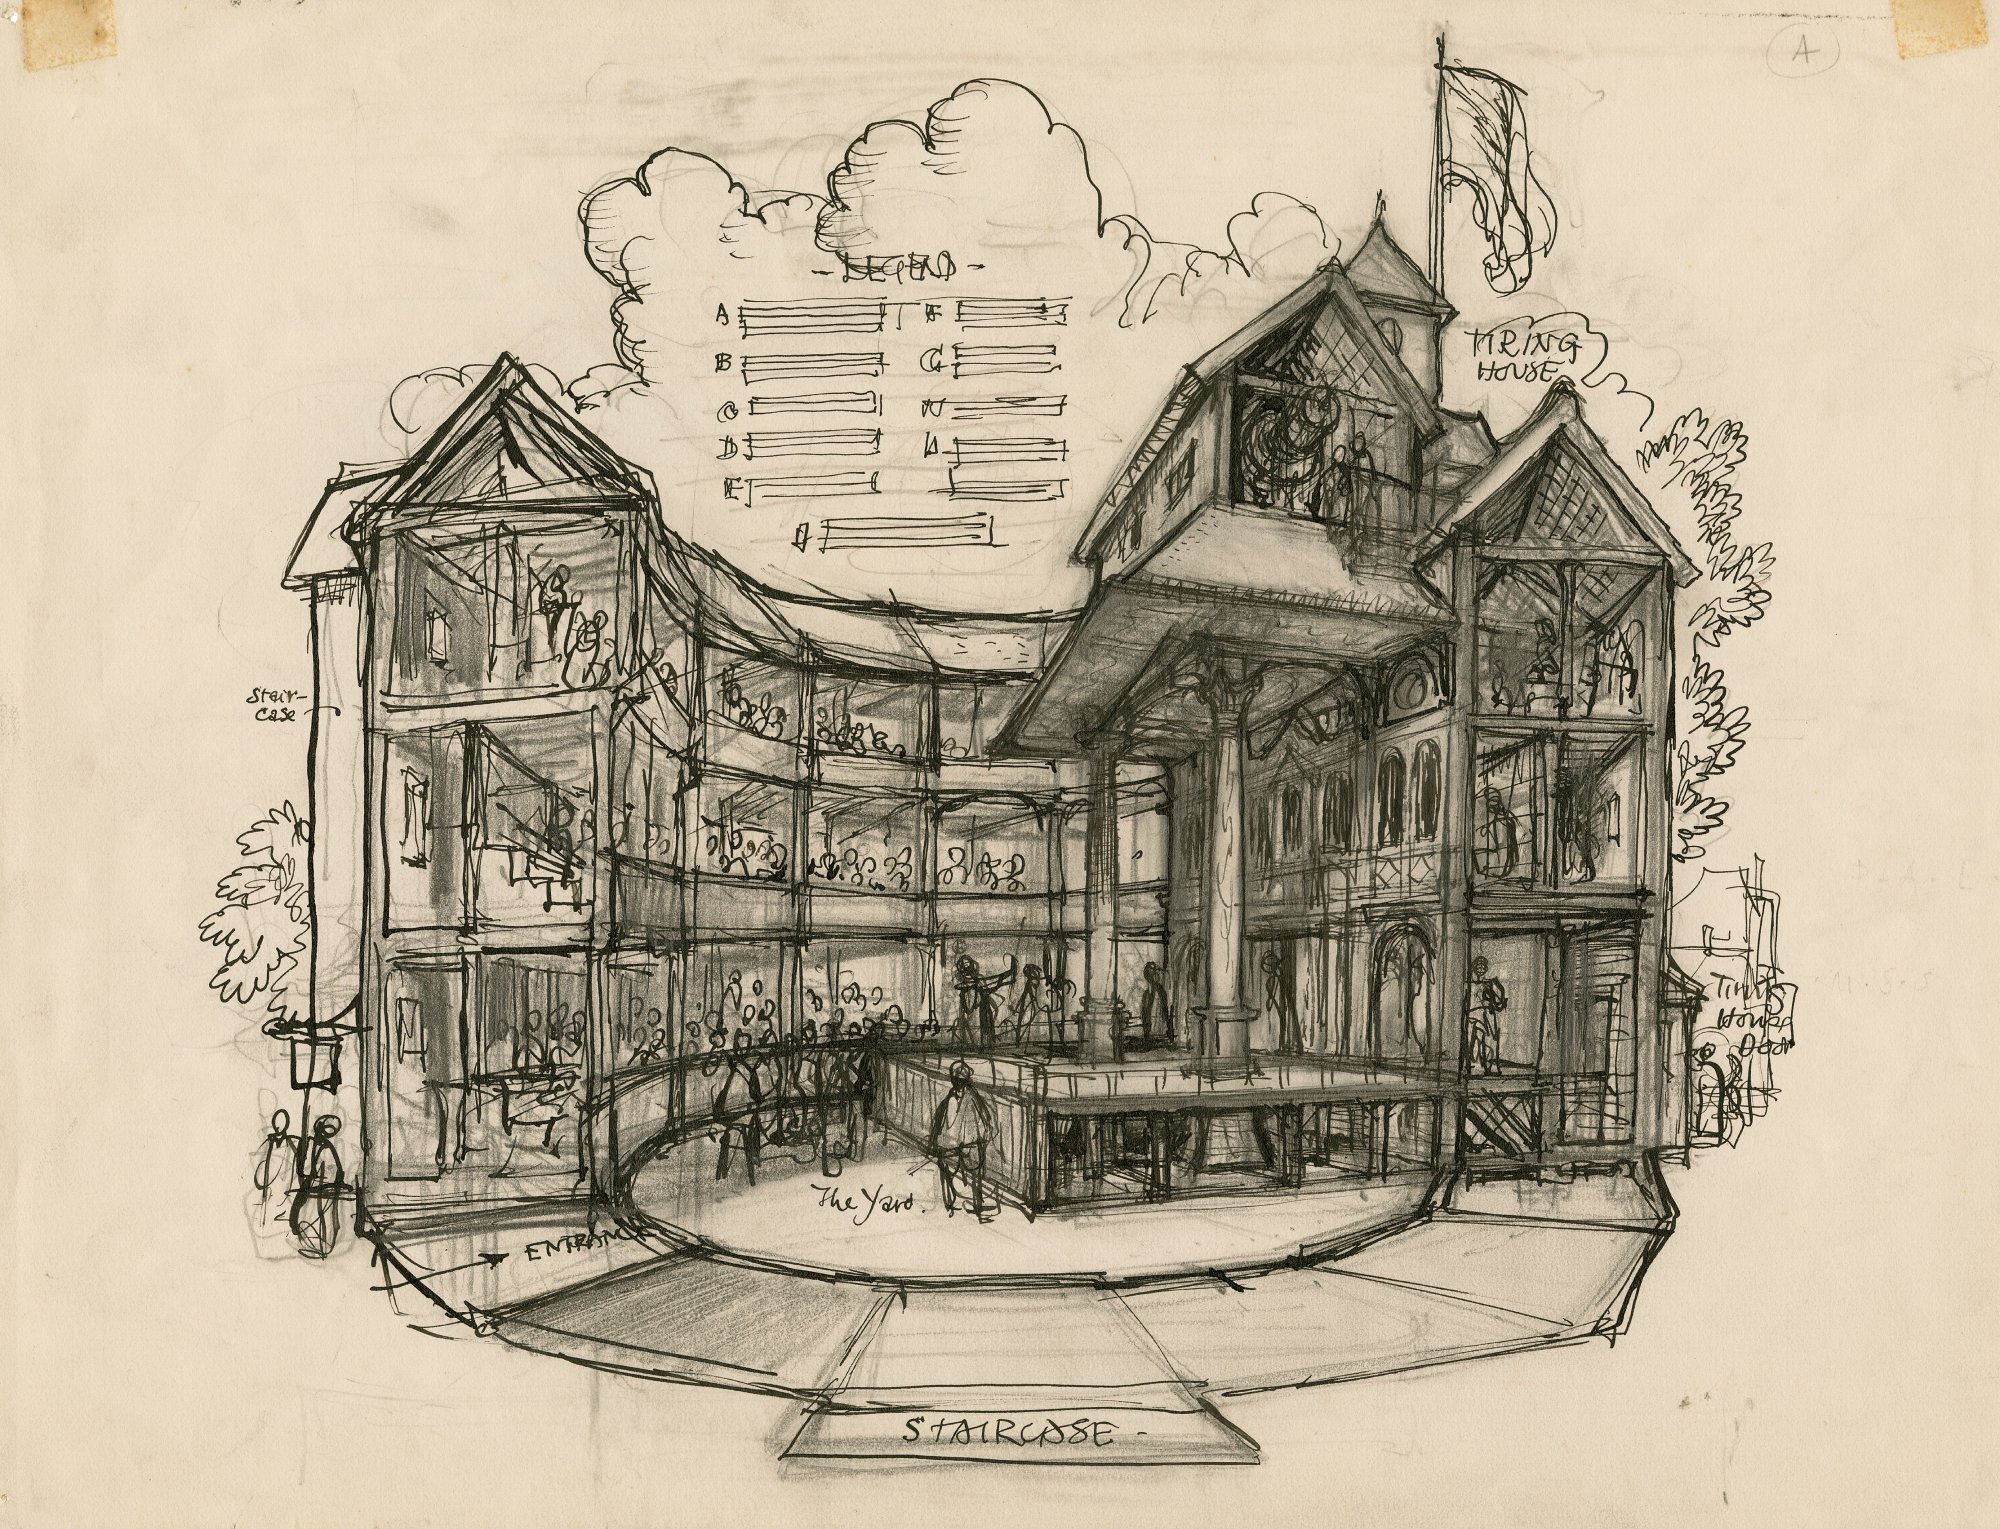 A
- LEGEND -
A
F
B
G
C
H
D
E
TIRING
HOUSE
Stair-
case
Tiring
House
Door
The Yard.
ENTRANCE
STAIRCASE -